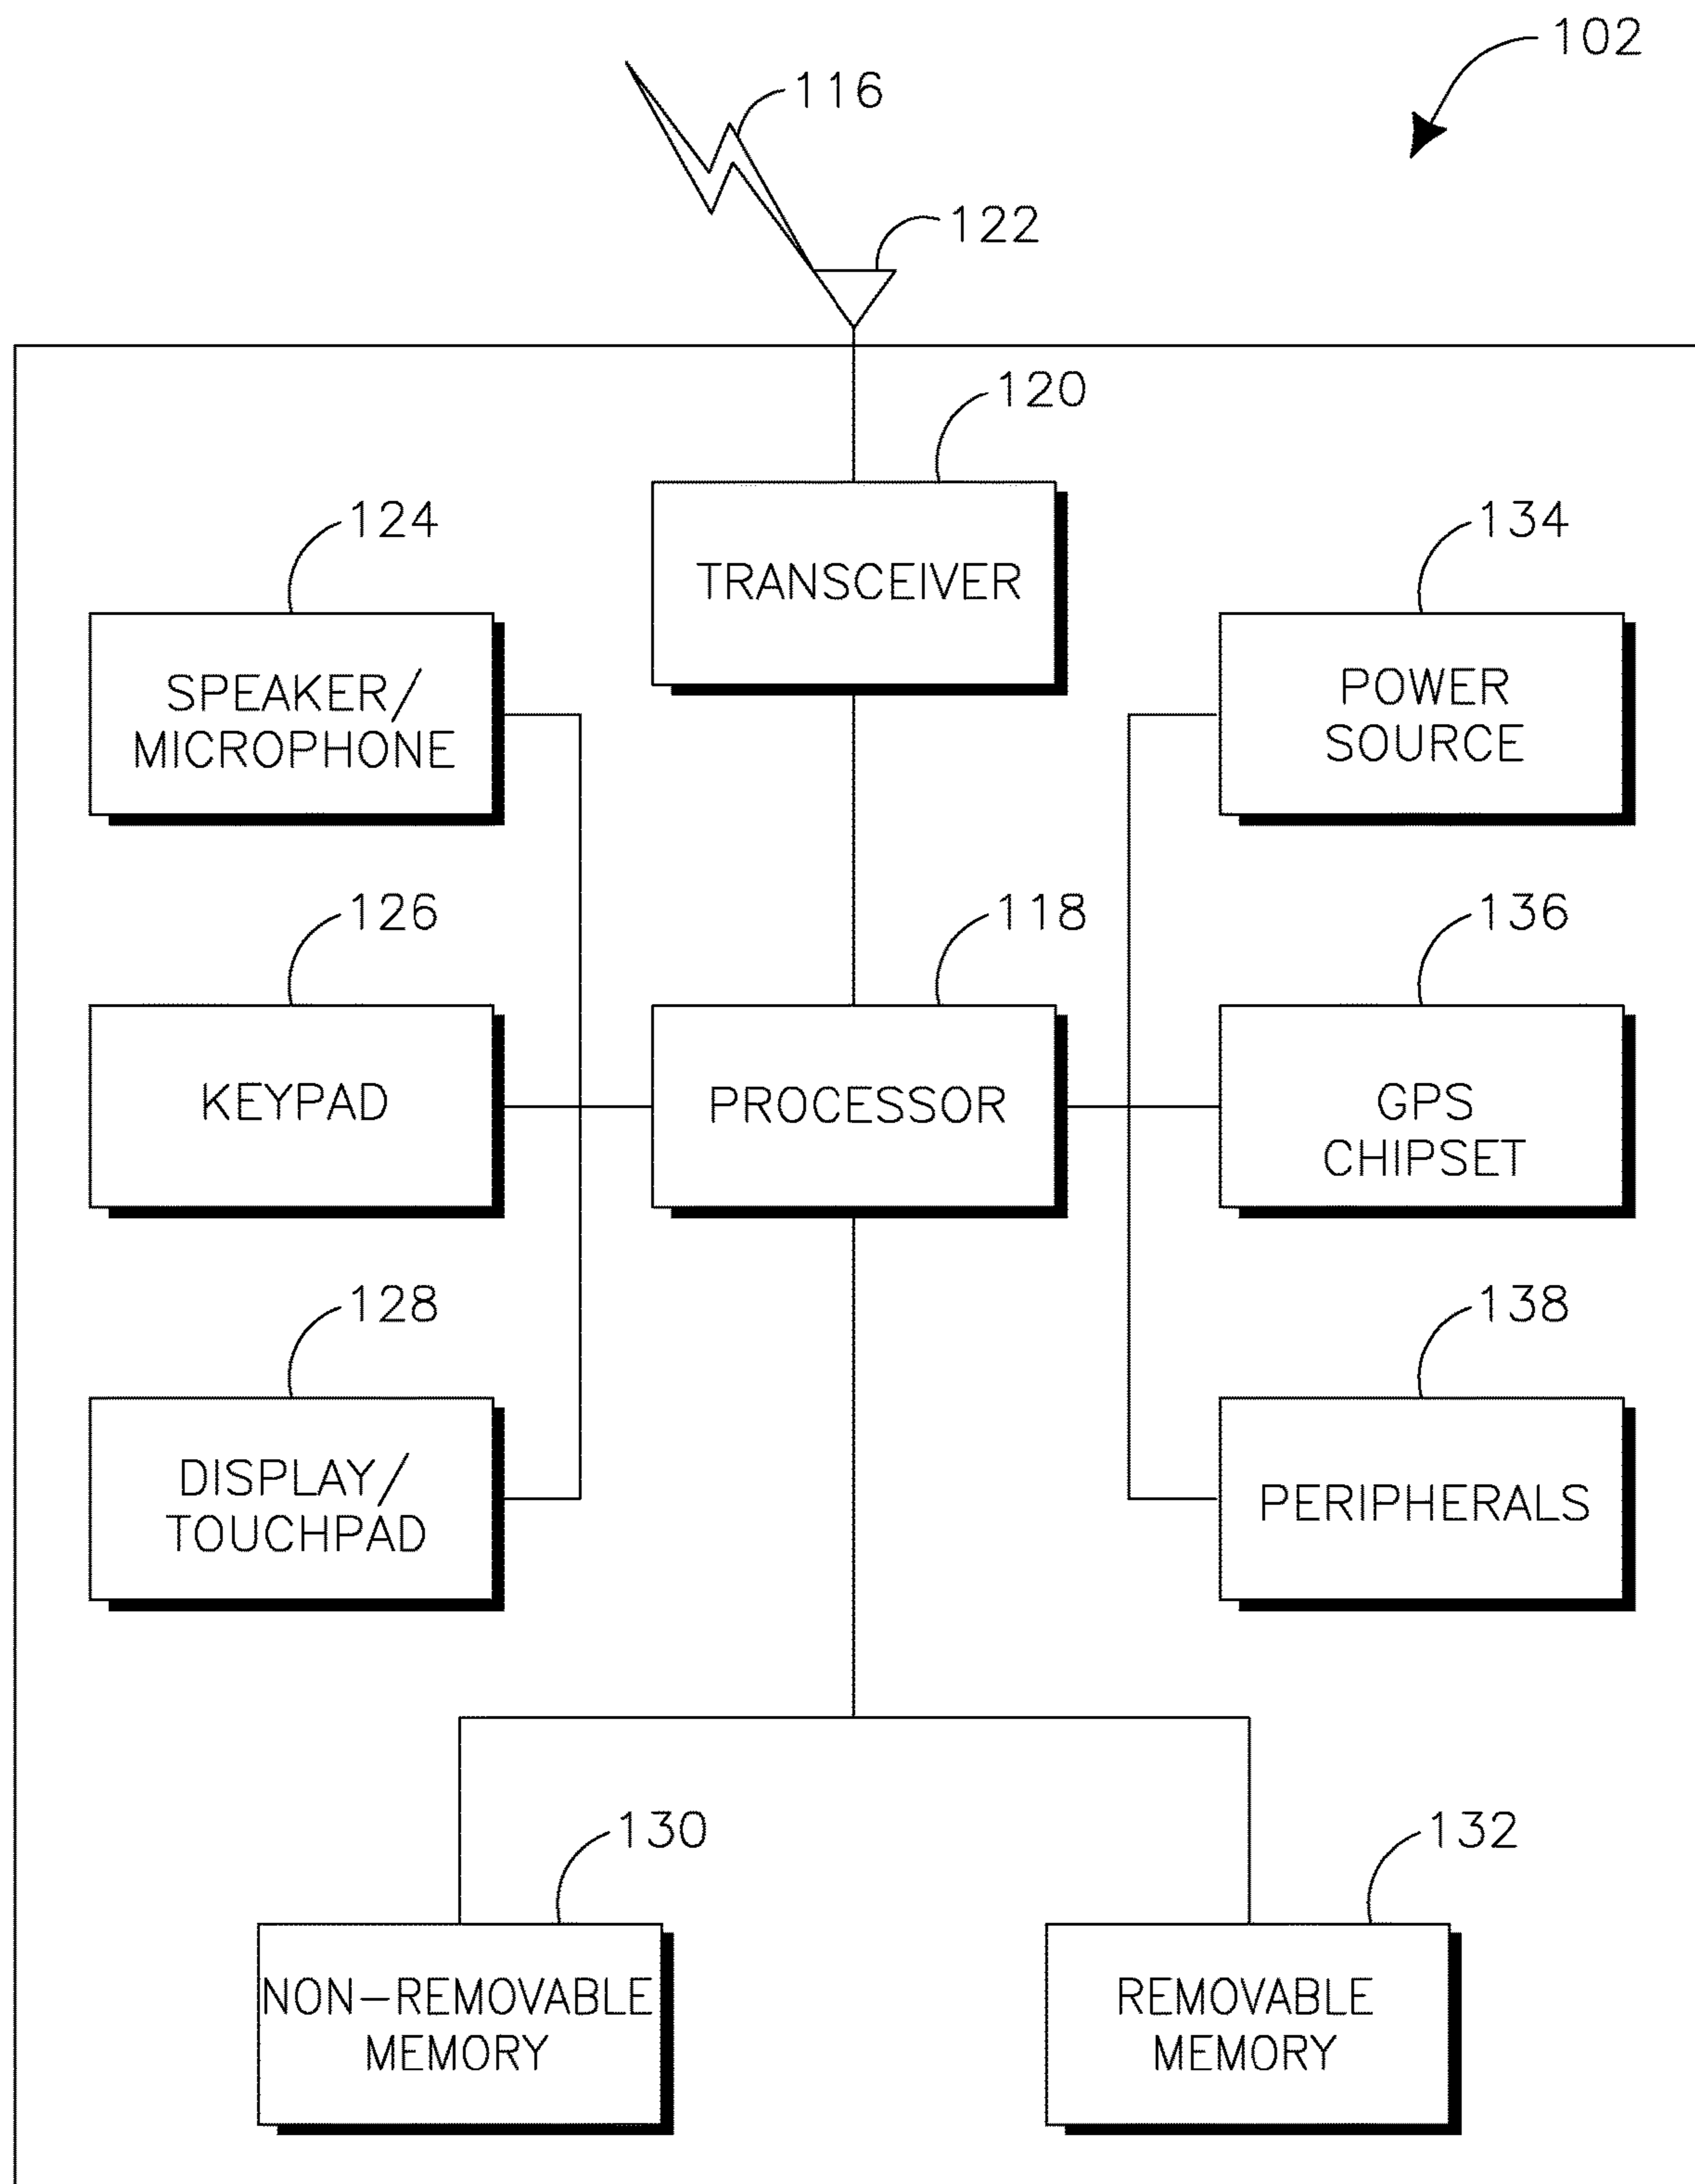 102
116
122
120
TRANSCEIVER
124
SPEAKER/
MICROPHONE
134
POWER
SOURCE
126
KEYPAD
118
PROCESSOR
136
GPS
CHIPSET
128
DISPLAY/
TOUCHPAD
138
PERIPHERALS
130
NON-REMOVABLE
MEMORY
132
REMOVABLE
MEMORY